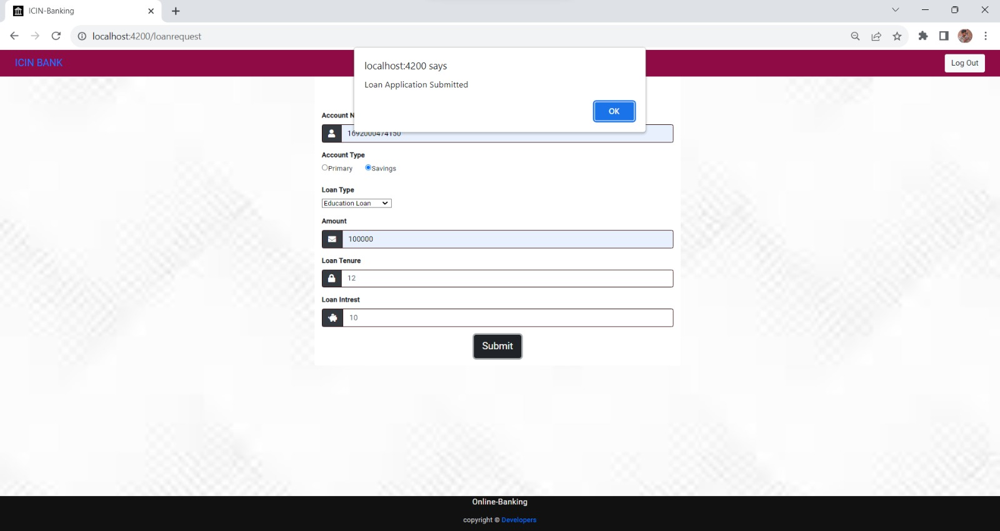 ICIN-Banking
localhost:4200/loanrequest
ICIN BANK
Log Out
localhost:4200 says
Loan Application Submitted
OK
Account N
1692000474150
Account Type
Primary Savings
Loan Type
Education Loan
Amount
100000
Loan Tenure
12
Loan Intrest
10
Submit
Online-Banking
copyright © Developers